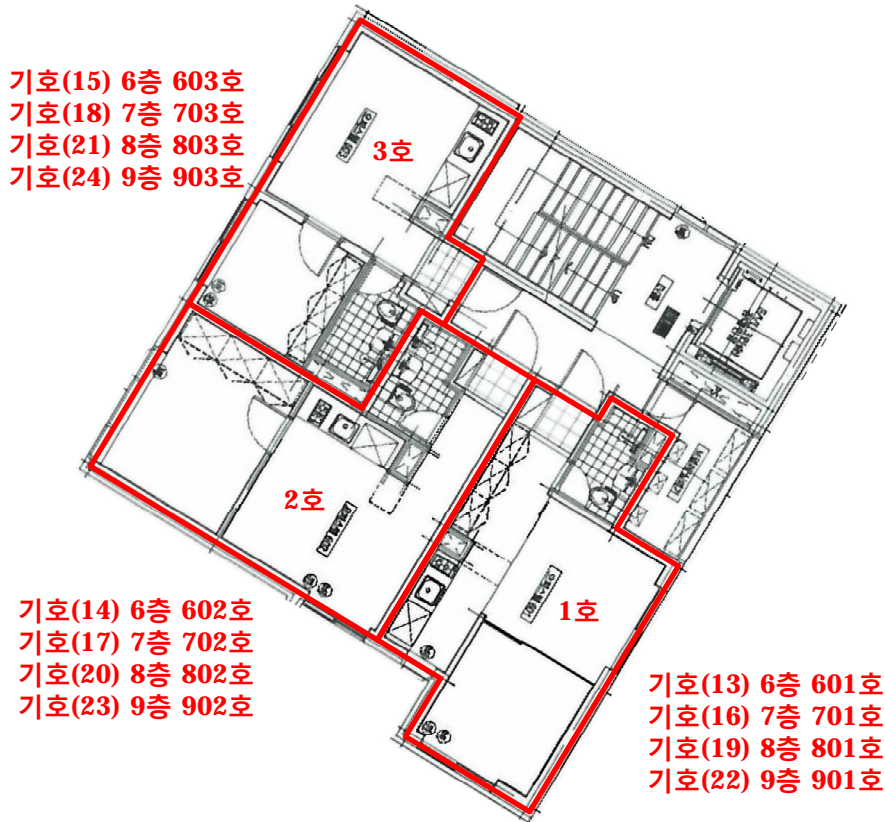 기호(15) 6층 603호
기호(18) 7층 703호
기호(21) 8층 803호
기호(24) 9층 903호
3호
2호
1호
기호(14) 6층 602호
기호(17) 7층 702호
기호(20) 8층 802호
기호(23) 9층 902호
기호(13) 6층 601호
기호(16) 7층 701호
기호(19) 8층 801호
기호(22) 9층 901호